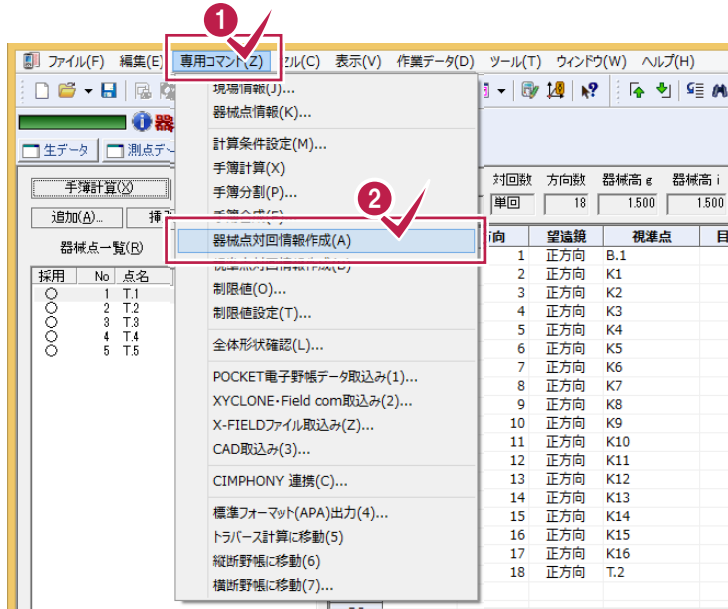 1
ファイル(F) 編集(E) 専用コマンド(Z) セル(C) 表示(V) 作業データ(D) ツール(T) ウィンドウ(W) ヘルプ(H)
器
生データ 測点デー
手簿計算(X)
追加(A)... 挿
器械点一覧(R)
採用 No 点名
1 T.1
2 T.2
3 T.3
4 T.4
5 T.5
現場情報(J)...
器械点情報(K)...
計算条件設定(M)...
手簿計算(X)
手簿分割(P)...
2
器械点対回情報作成(A)
制限値(O)...
制限値設定(T)...
全体形状確認(L)...
POCKET電子野帳データ取込み(1)...
XYCLONE・Field com取込み(2)...
X-FIELDファイル取込み(Z)...
CAD取込み(3)...
CIMPHONY 連携(C)...
標準フォーマット(APA)出力(4)...
トラバース計算に移動(5)
縦断野帳に移動(6)
横断野帳に移動(7)...
対回数 方向数 器械高 g 器械高 i
単回 18 1.500 1.500
方向 望遠鏡 視準点 目
1 正方向 B.1
2 正方向 K1
3 正方向 K2
4 正方向 K3
5 正方向 K4
6 正方向 K5
7 正方向 K6
8 正方向 K7
9 正方向 K8
10 正方向 K9
11 正方向 K10
12 正方向 K11
13 正方向 K12
14 正方向 K13
15 正方向 K14
16 正方向 K15
17 正方向 K16
18 正方向 T.2